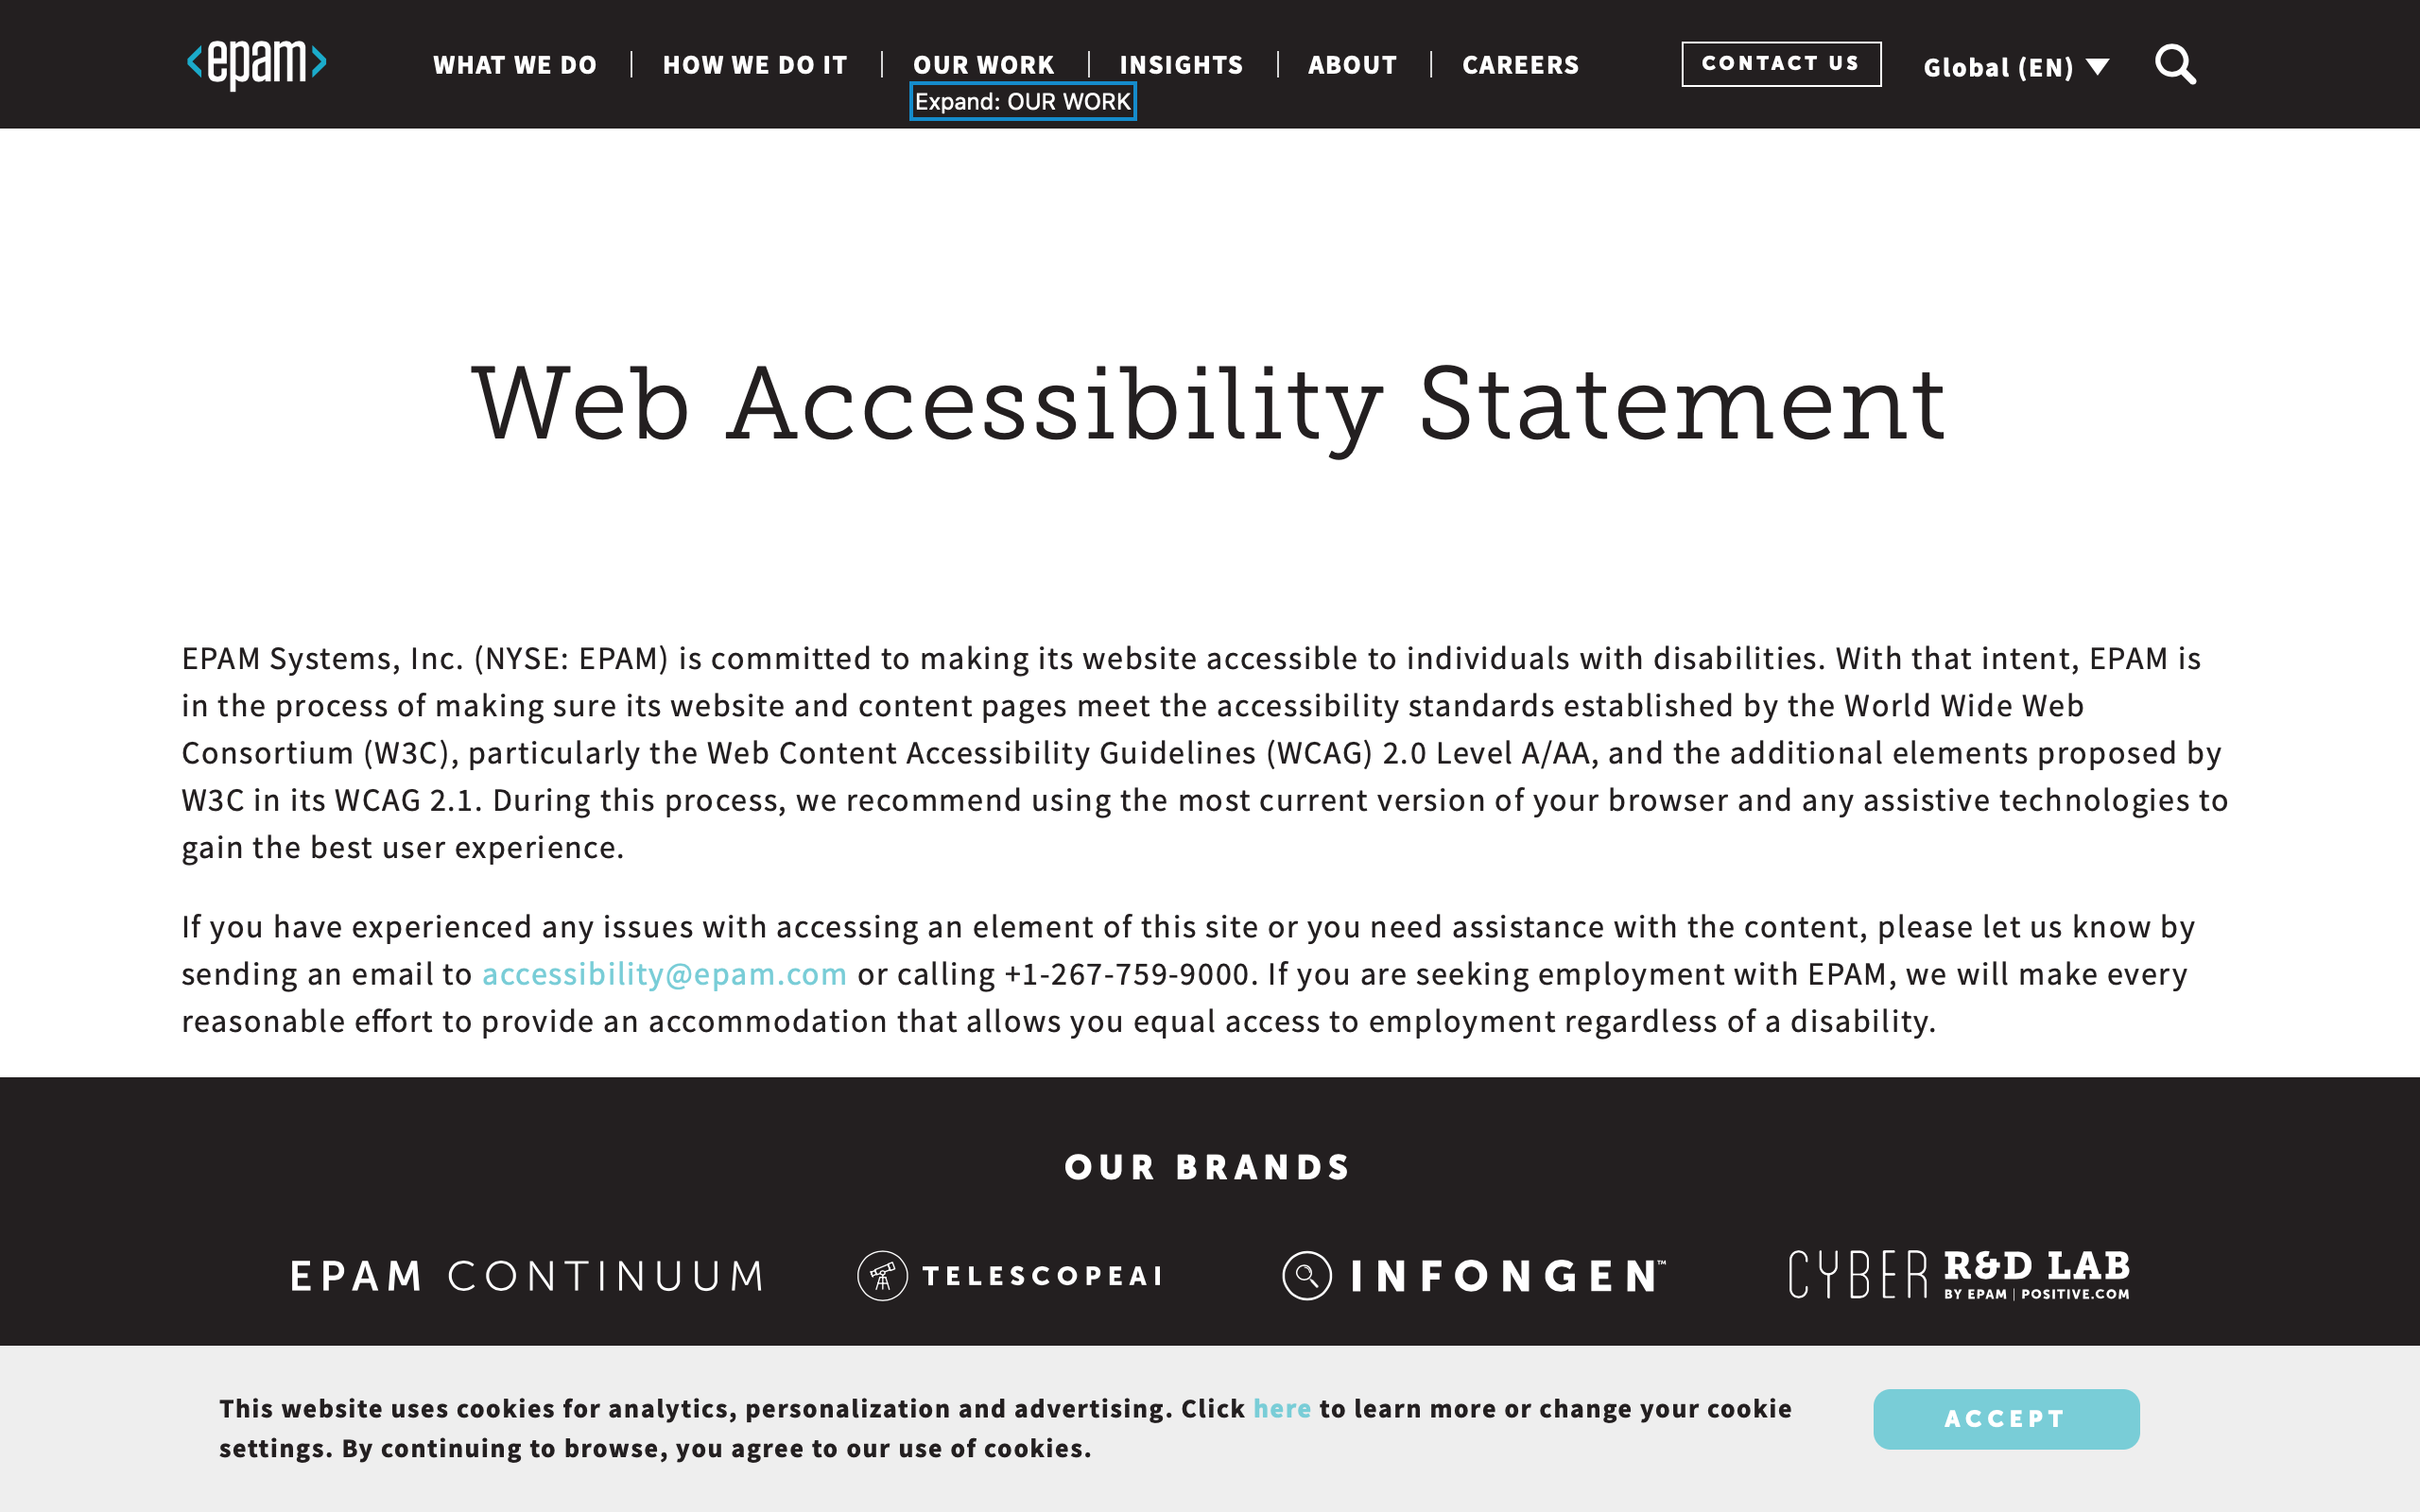 <epam>
WHAT WE DO | HOW WE DO IT | OUR WORK | INSIGHTS | ABOUT | CAREERS
CONTACT US
Global (EN)
Expand: OUR WORK
Web Accessibility Statement
EPAM Systems, Inc. (NYSE: EPAM) is committed to making its website accessible to individuals with disabilities. With that intent, EPAM is
in the process of making sure its website and content pages meet the accessibility standards established by the World Wide Web
Consortium (W3C), particularly the Web Content Accessibility Guidelines (WCAG) 2.0 Level A/AA, and the additional elements proposed by
W3C in its WCAG 2.1. During this process, we recommend using the most current version of your browser and any assistive technologies to
gain the best user experience.
If you have experienced any issues with accessing an element of this site or you need assistance with the content, please let us know by
sending an email to accessibility@epam.com or calling +1-267-759-9000. If you are seeking employment with EPAM, we will make every
reasonable effort to provide an accommodation that allows you equal access to employment regardless of a disability.
OUR BRANDS
EPAM CONTINUUM
TELESCOPEAI
INFONGEN™
CYBER R&D LAB
BY EPAM | POSITIVE.COM
This website uses cookies for analytics, personalization and advertising. Click here to learn more or change your cookie
settings. By continuing to browse, you agree to our use of cookies.
ACCEPT